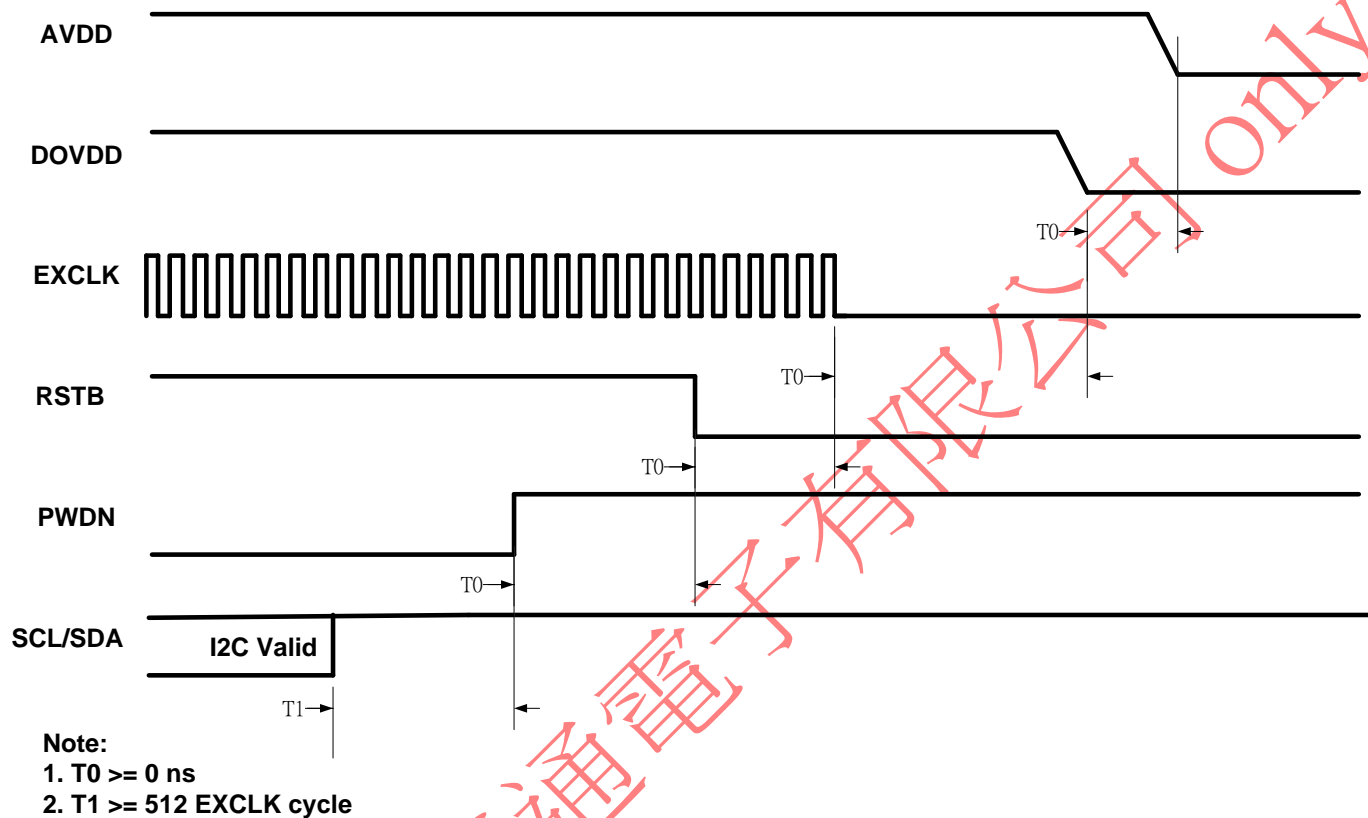 AVDD
DOVDD
T0
EXCLK
T0
RSTB
T0
PWDN
T0
SCL/SDA
I2C Valid
T1
Note:
1. T0 >= 0 ns
2. T1 >= 512 EXCLK cycle
通電子有限公司 only